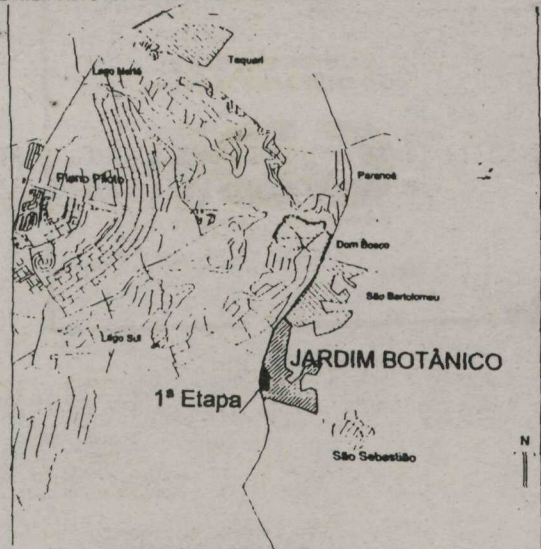 Taquari
Lago Norte
Plano Piloto
Paranoá
Dom Bosco
São Bartolomeu
Lago Sul
JARDIM BOTÂNICO
1ª Etapa
São Sebastião
N